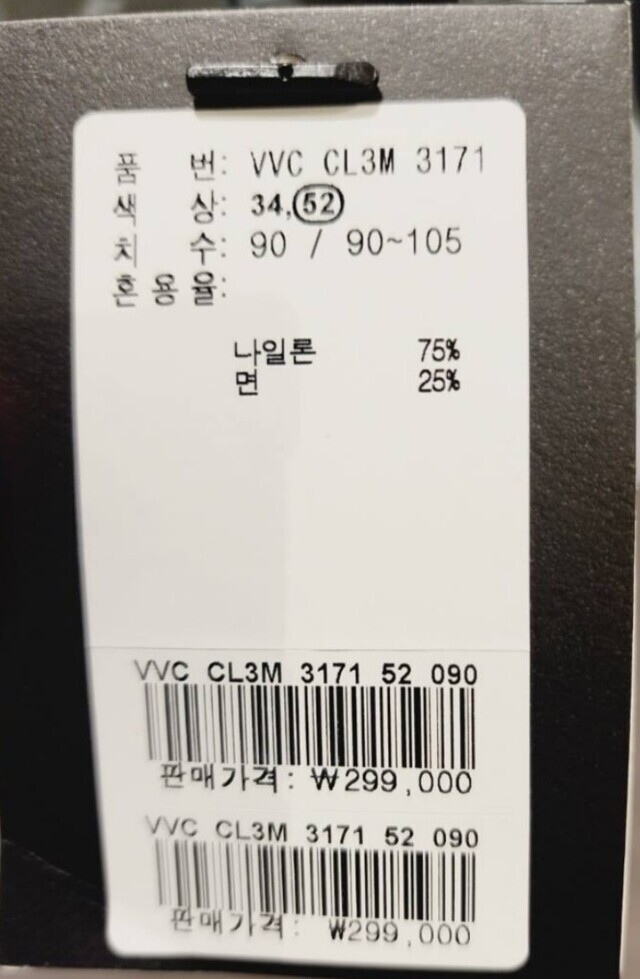 품 번: VVC CL3M 3171
색 상: 34,52
치 수: 90 / 90~105
혼용율:
나일론 75%
면 25%
VVC CL3M 3171 52 090
판매가격: ₩299,000
VVC CL3M 3171 52 090
판매가격: ₩299,000